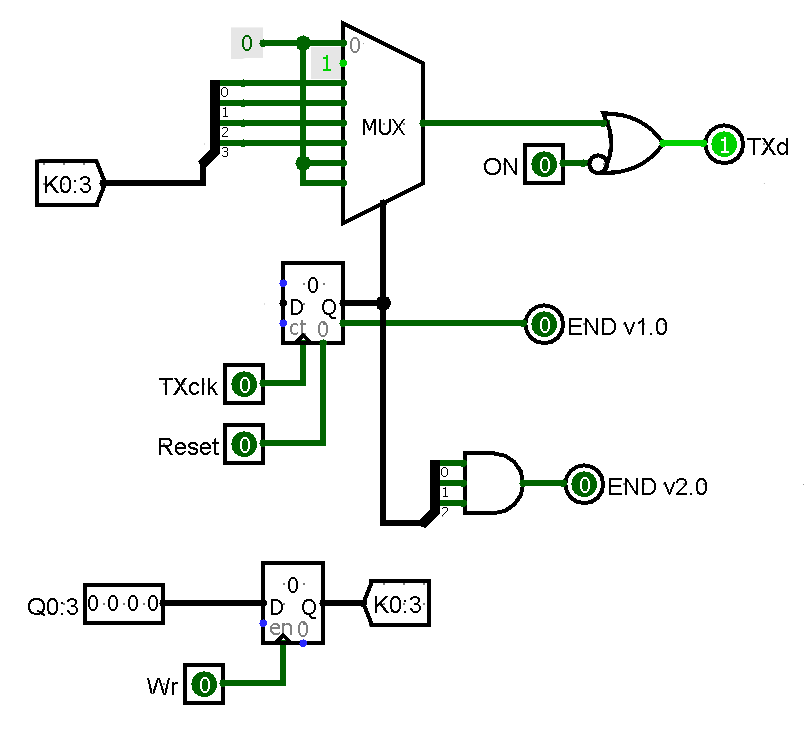 0
0
1
MUX
0
1
2
3
K0:3
ON
0
1
TXd
0
D
Q
ct
0
0
END v1.0
TXclk
0
Reset
0
0
1
2
0
END v2.0
0
Q0:3
0 0 0 0
D
Q
K0:3
en
0
Wr
0